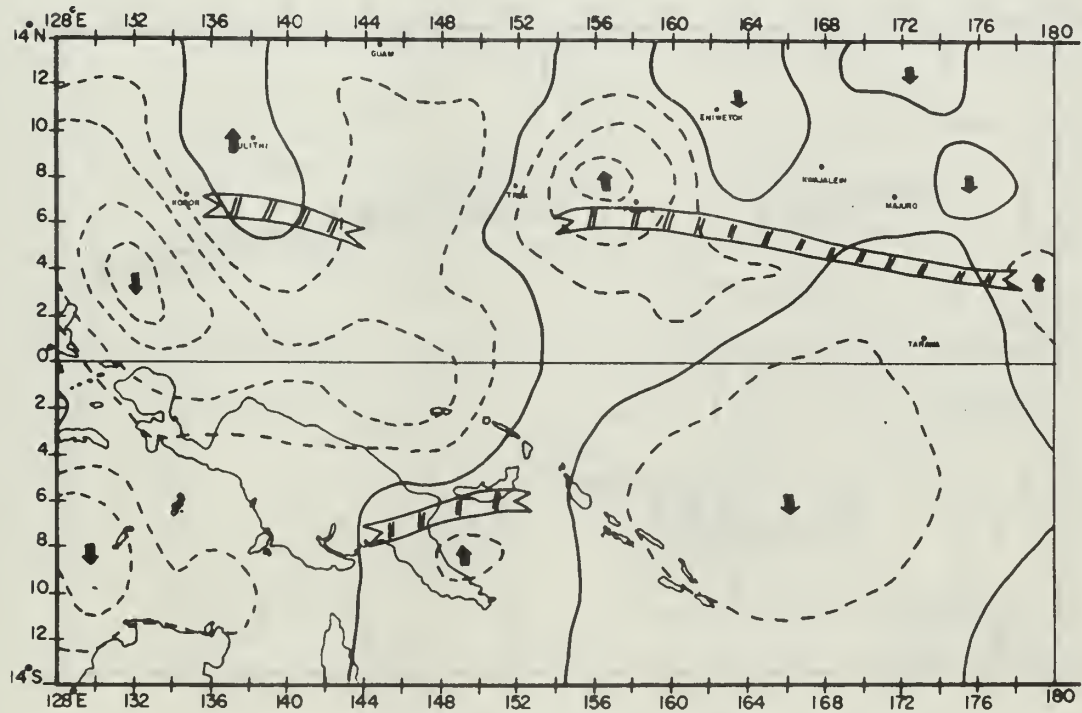 128°E 132 136 140 144 148 152 156 160 164 168 172 176 180
14°N
GUAM
12
10
ENIWETOK
ULITHI
8
KWAJALEIN
KOROR
TRUK
MAJURO
6
4
2
TARAWA
0
2
4
6
8
10
12
14°S
128°E 132 136 140 144 148 152 156 160 164 168 172 176 180